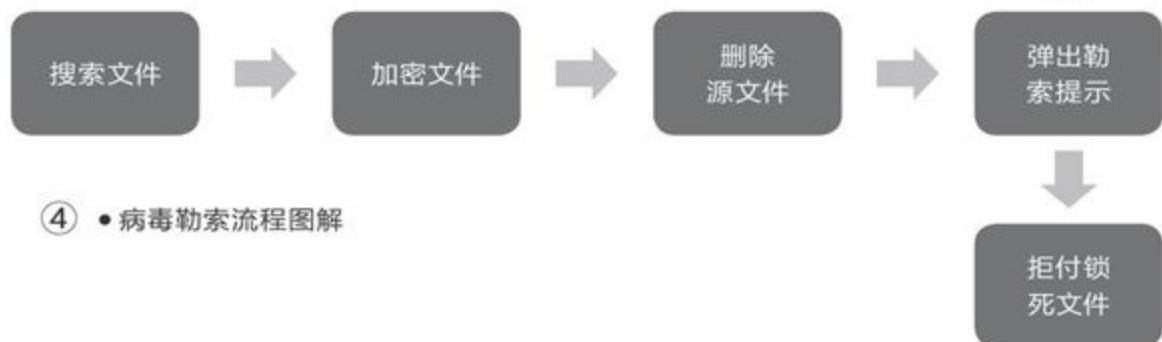 搜索文件
加密文件
删除
源文件
弹出勒
索提示
④ • 病毒勒索流程图解
拒付锁
死文件